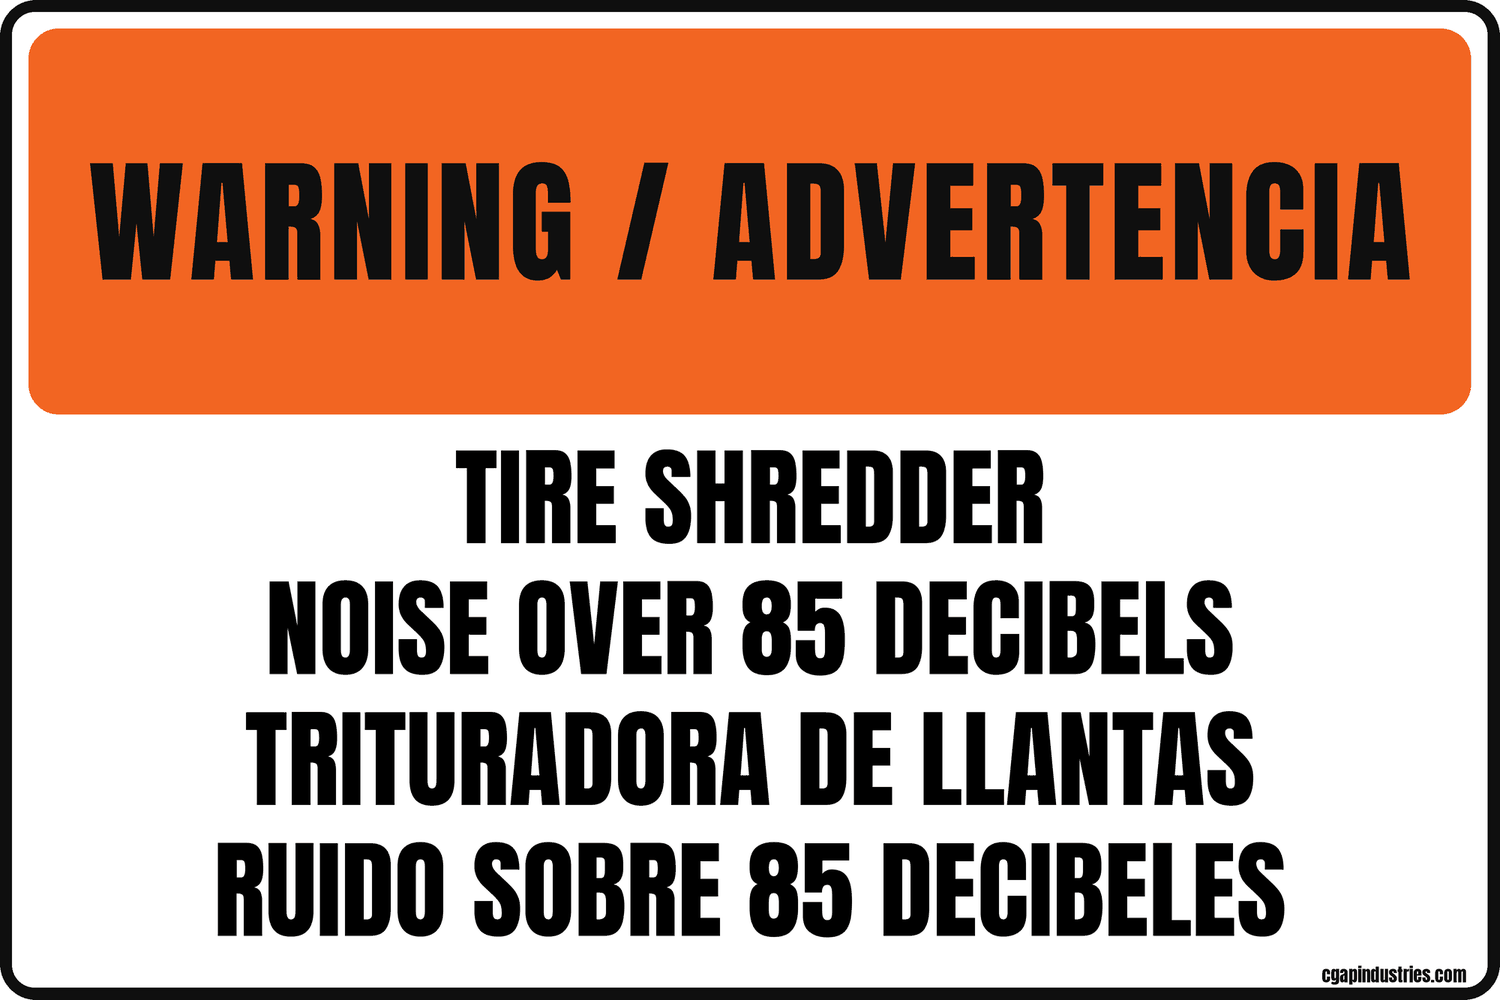 WARNING / ADVERTENCIA
TIRE SHREDDER
NOISE OVER 85 DECIBELS
TRITURADORA DE LLANTAS
RUIDO SOBRE 85 DECIBELES
cgapindustries.com